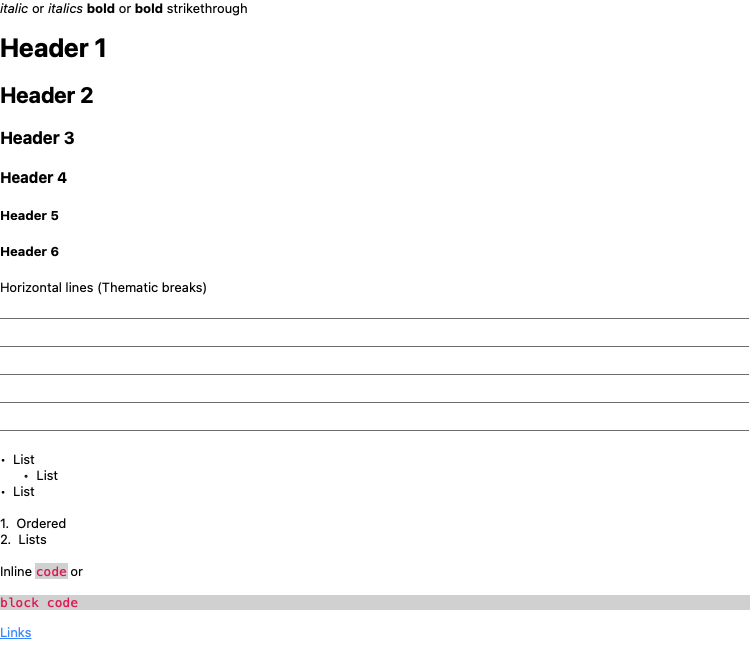 italic or italics bold or bold strikethrough
Header 1
Header 2
Header 3
Header 4
Header 5
Header 6
Horizontal lines (Thematic breaks)
• List
• List
• List
1. Ordered
2. Lists
Inline code or
block code
Links